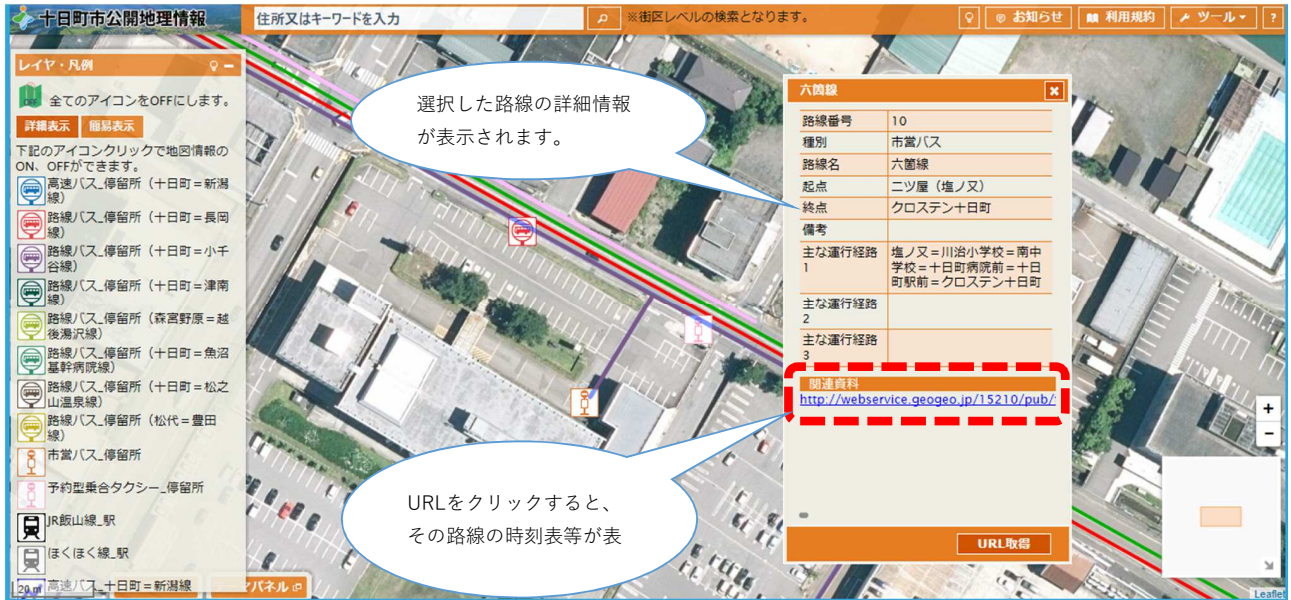 十日町市公開地理情報
住所又はキーワードを入力
※街区レベルの検索となります。
お知らせ
利用規約
ツール
?
レイヤ・凡例
OFF
全てのアイコンをOFFにします。
詳細表示
簡易表示
下記のアイコンクリックで地図情報の
ON、OFFができます。
高速バス_停留所（十日町＝新潟
線）
路線バス_停留所（十日町＝長岡
線）
路線バス_停留所（十日町＝小千
谷線）
路線バス_停留所（十日町＝津南
線）
路線バス_停留所（森宮野原＝越
後湯沢線）
路線バス_停留所（十日町＝魚沼
基幹病院線）
路線バス_停留所（十日町＝松之
山温泉線）
路線バス_停留所（松代＝豊田
線）
市営バス_停留所
予約型乗合タクシー_停留所
JR飯山線_駅
ほくほく線_駅
高速バス_十日町＝新潟線
20 m
マパネル
選択した路線の詳細情報
が表示されます。
URLをクリックすると、
その路線の時刻表等が表
六箇線
路線番号 10
種別 市営バス
路線名 六箇線
起点 二ツ屋（塩ノ又）
終点 クロステン十日町
備考
主な運行経路
1
塩ノ又＝川治小学校＝南中
学校＝十日町病院前＝十日
町駅前＝クロステン十日町
主な運行経路
2
主な運行経路
3
関連資料
http://webservice.geogeo.jp/15210/pub/
URL取得
+
−
Leaflet